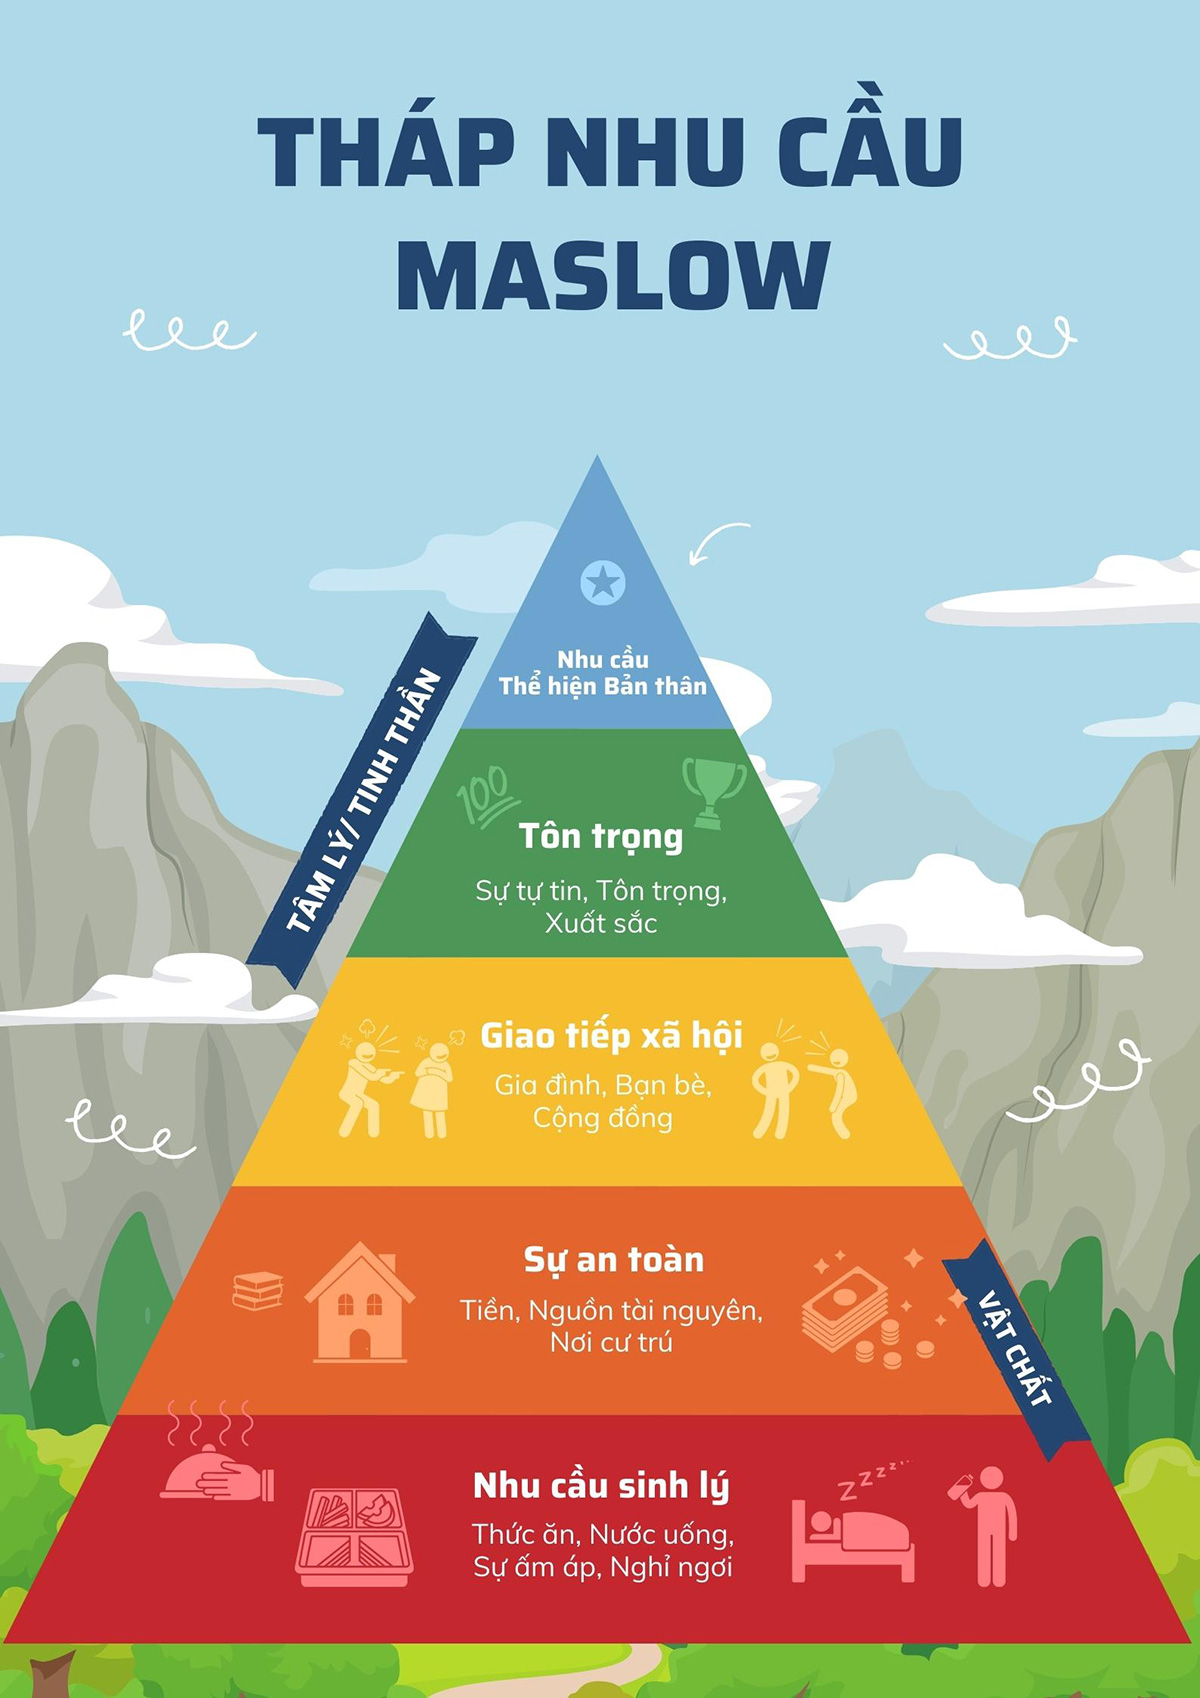 THÁP NHU CẦU
MASLOW
Nhu cầu
Thể hiện Bản thân
TÂM LÝ/ TINH THẦN
100
Tôn trọng
Sự tự tin, Tôn trọng,
Xuất sắc
Giao tiếp xã hội
Gia đình, Bạn bè,
Cộng đồng
Sự an toàn
Tiền, Nguồn tài nguyên,
Nơi cư trú
VẬT CHẤT
Nhu cầu sinh lý
Thức ăn, Nước uống,
Sự ấm áp, Nghỉ ngơi
zzzzz